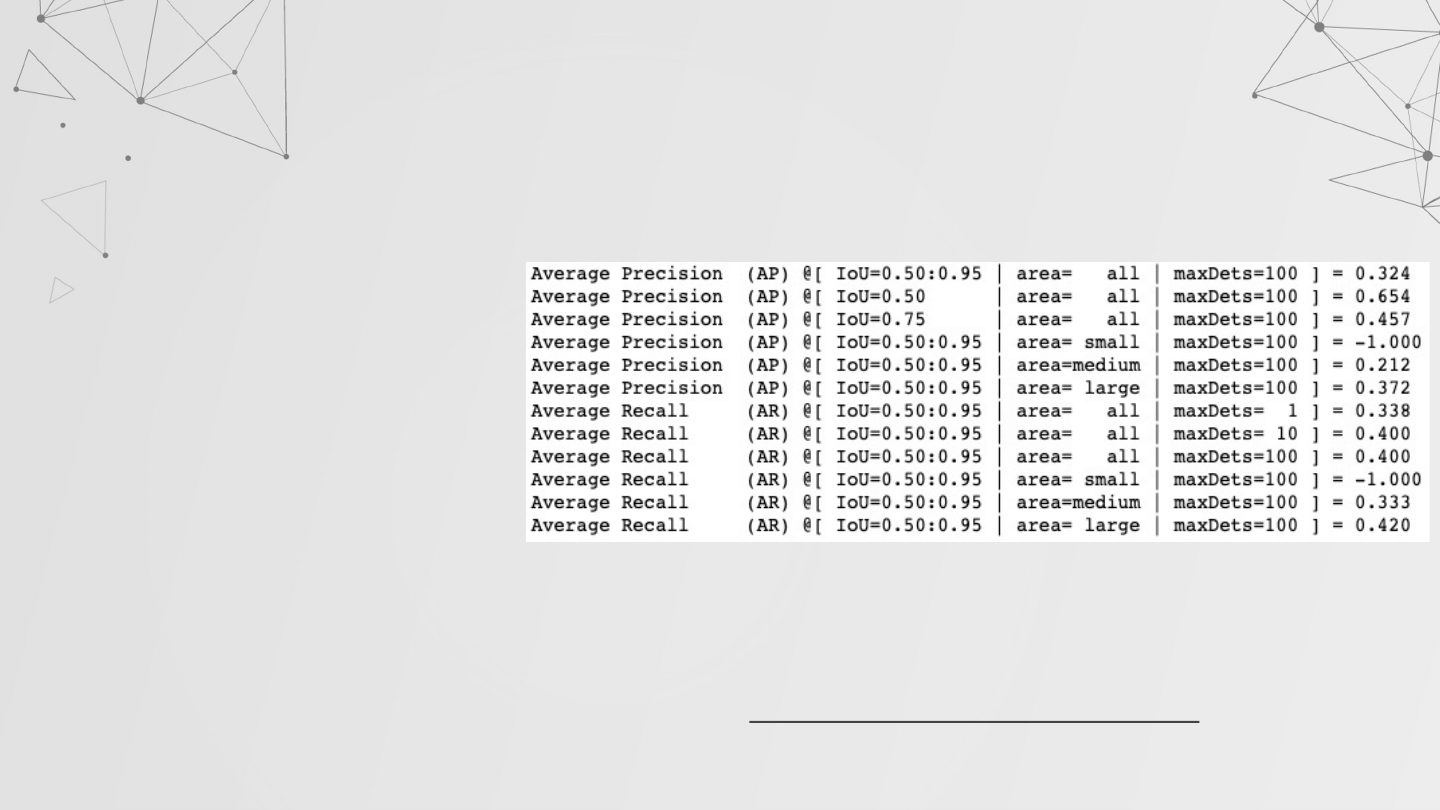 Average Precision  (AP) @[ IoU=0.50:0.95 | area=   all | maxDets=100 ] = 0.324
Average Precision  (AP) @[ IoU=0.50      | area=   all | maxDets=100 ] = 0.654
Average Precision  (AP) @[ IoU=0.75      | area=   all | maxDets=100 ] = 0.457
Average Precision  (AP) @[ IoU=0.50:0.95 | area= small | maxDets=100 ] = -1.000
Average Precision  (AP) @[ IoU=0.50:0.95 | area=medium | maxDets=100 ] = 0.212
Average Precision  (AP) @[ IoU=0.50:0.95 | area= large | maxDets=100 ] = 0.372
Average Recall     (AR) @[ IoU=0.50:0.95 | area=   all | maxDets=  1 ] = 0.338
Average Recall     (AR) @[ IoU=0.50:0.95 | area=   all | maxDets= 10 ] = 0.400
Average Recall     (AR) @[ IoU=0.50:0.95 | area=   all | maxDets=100 ] = 0.400
Average Recall     (AR) @[ IoU=0.50:0.95 | area= small | maxDets=100 ] = -1.000
Average Recall     (AR) @[ IoU=0.50:0.95 | area=medium | maxDets=100 ] = 0.333
Average Recall     (AR) @[ IoU=0.50:0.95 | area= large | maxDets=100 ] = 0.420